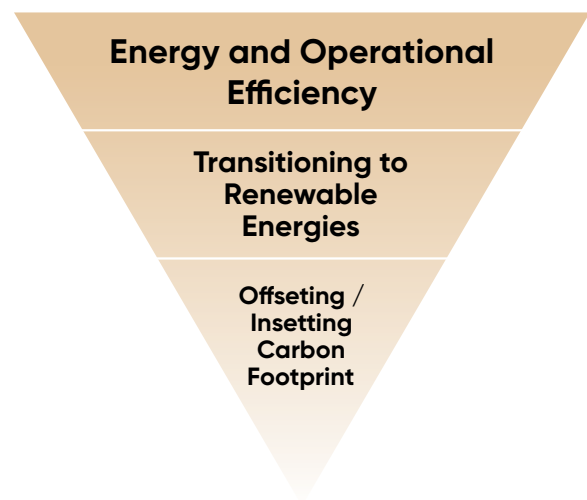 Energy and Operational
Efficiency
Transitioning to
Renewable
Energies
Offseting /
Insetting
Carbon
Footprint